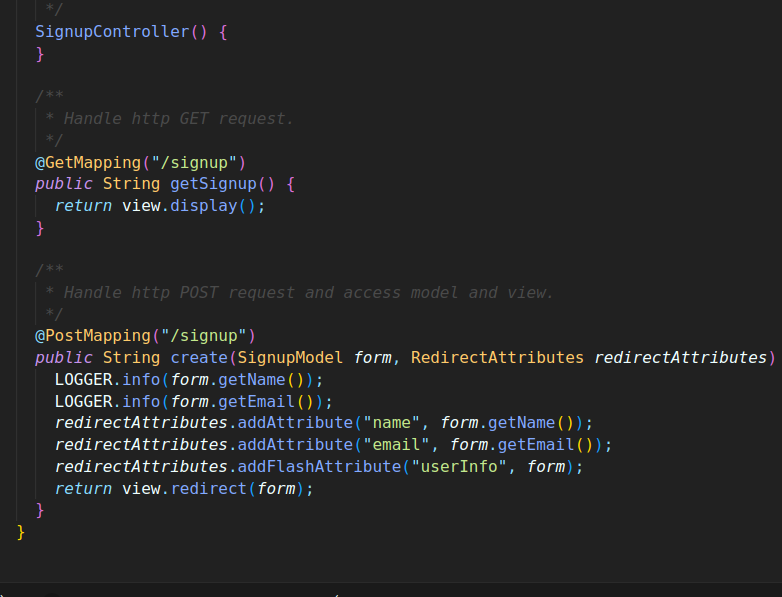 */
SignupController() {
}
/**
* Handle http GET request.
*/
@GetMapping("/signup")
public String getSignup() {
return view.display();
}
/**
* Handle http POST request and access model and view.
*/
@PostMapping("/signup")
public String create(SignupModel form, RedirectAttributes redirectAttributes)
LOGGER.info(form.getName());
LOGGER.info(form.getEmail());
redirectAttributes.addAttribute("name", form.getName());
redirectAttributes.addAttribute("email", form.getEmail());
redirectAttributes.addFlashAttribute("userInfo", form);
return view.redirect(form);
}
}